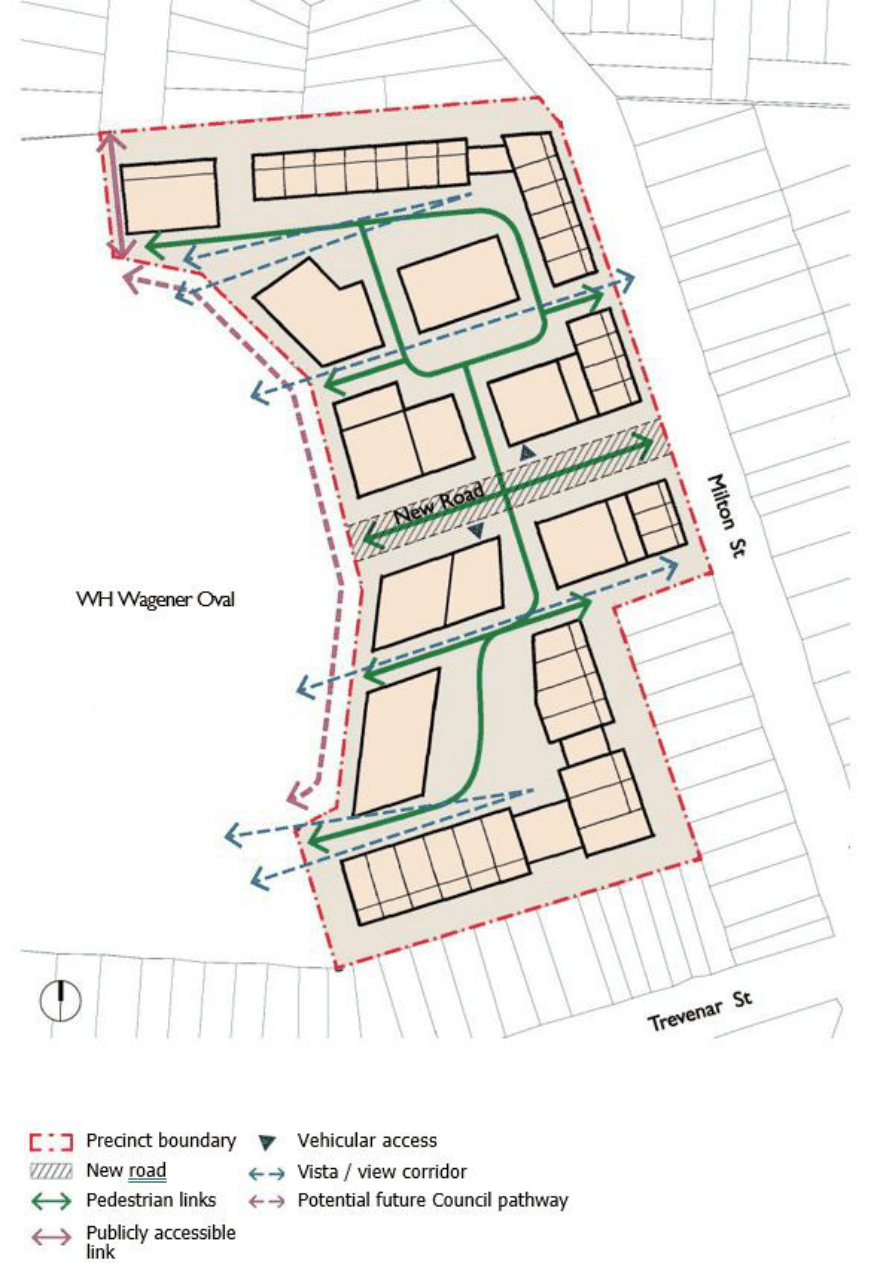 Milton St
New Road
WH Wagener Oval
Trevenar St
Precinct boundary
Vehicular access
New road
Vista / view corridor
Pedestrian links
Potential future Council pathway
Publicly accessible
link